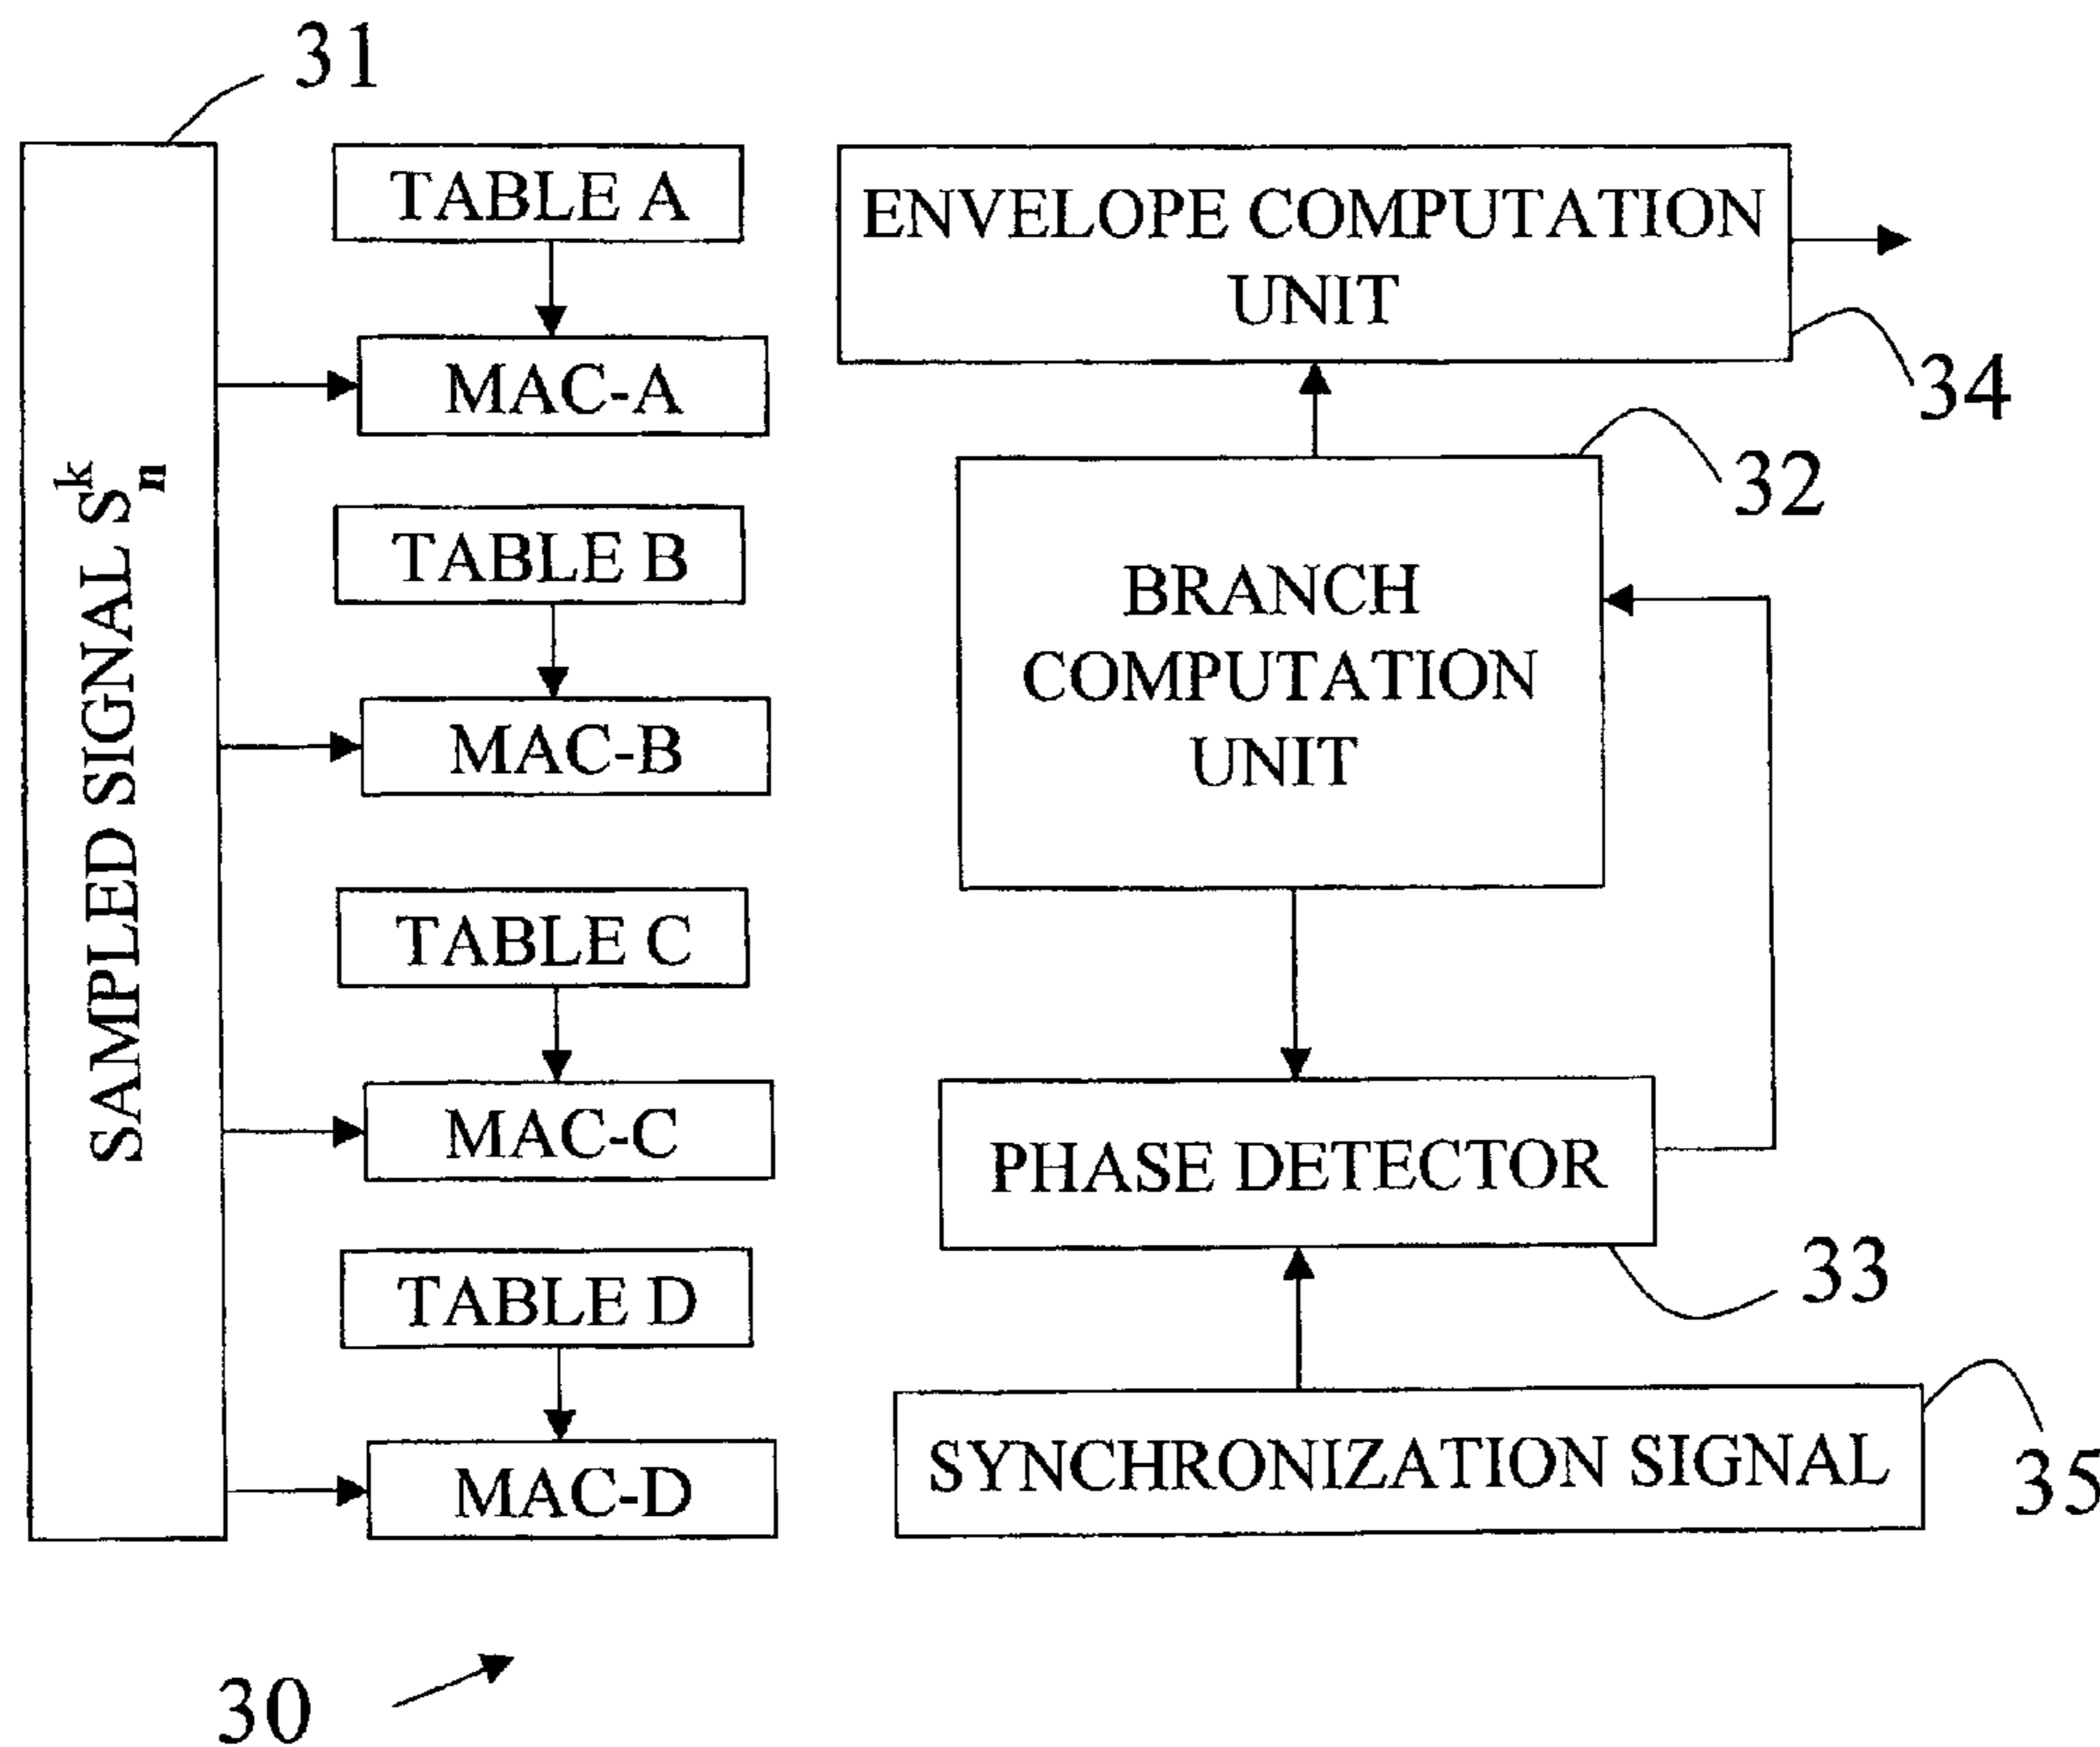 31
SAMPLED SIGNAL S^k_n
TABLE A
MAC-A
TABLE B
MAC-B
TABLE C
MAC-C
TABLE D
MAC-D
ENVELOPE COMPUTATION
UNIT
34
32
BRANCH
COMPUTATION
UNIT
PHASE DETECTOR
33
SYNCHRONIZATION SIGNAL
35
30